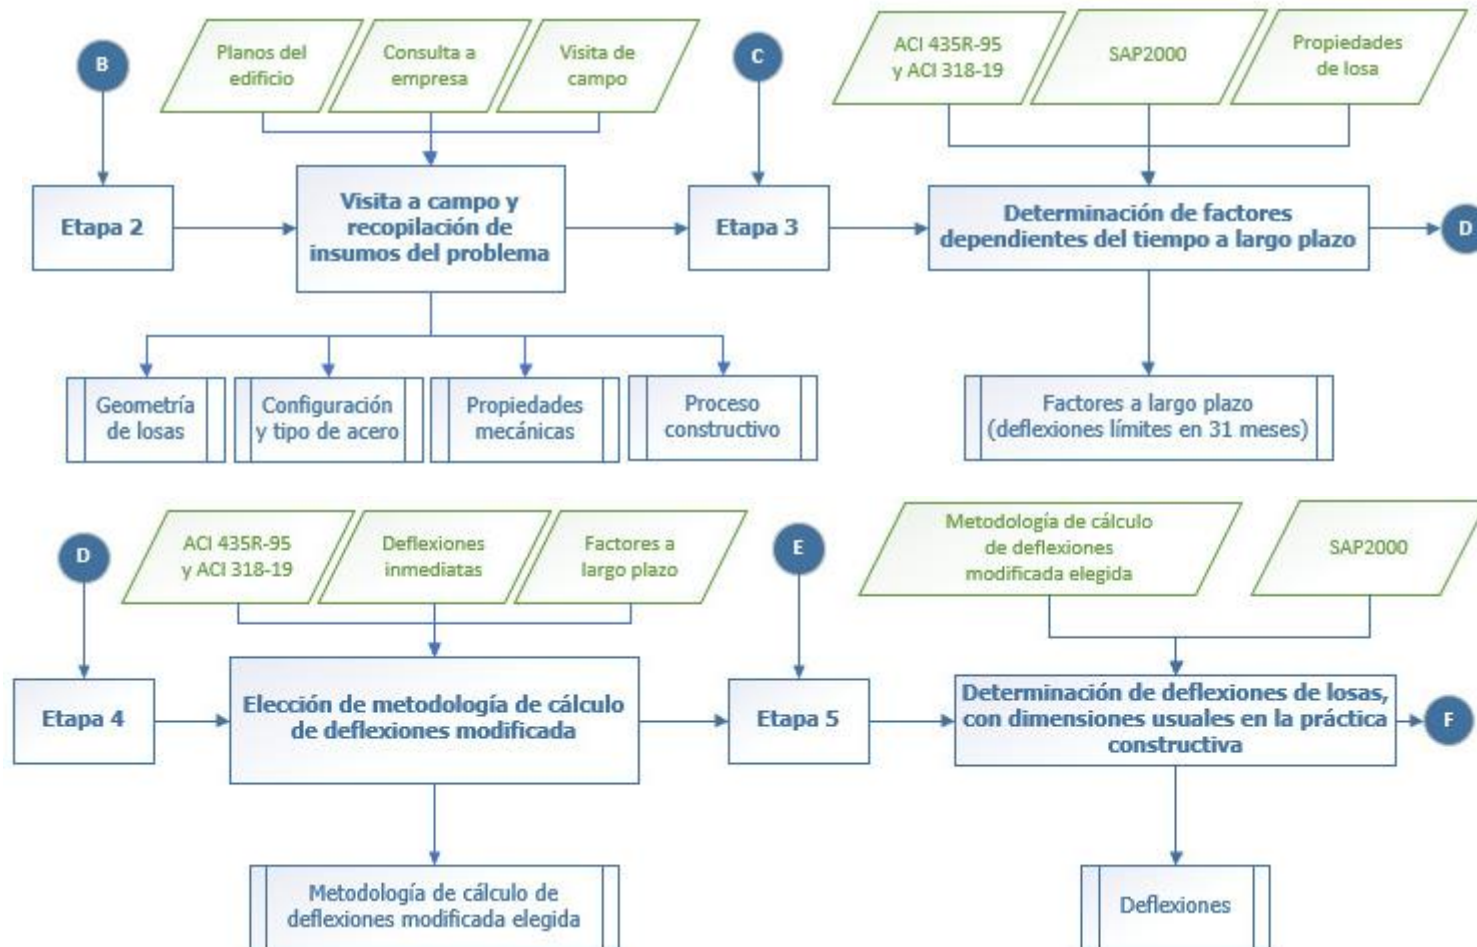 B
Planos del
edificio
Consulta a
empresa
Visita de
campo
Etapa 2
Visita a campo y
recopilación de
insumos del problema
Geometría
de losas
Configuración
y tipo de acero
Propiedades
mecánicas
Proceso
constructivo
C
ACI 435R-95
y ACI 318-19
SAP2000
Propiedades
de losa
Etapa 3
Determinación de factores
dependientes del tiempo a largo plazo
D
Factores a largo plazo
(deflexiones límites en 31 meses)
D
ACI 435R-95
y ACI 318-19
Deflexiones
inmediatas
Factores a
largo plazo
Etapa 4
Elección de metodología de cálculo
de deflexiones modificada
Metodología de cálculo de
deflexiones modificada elegida
E
Metodología de cálculo
de deflexiones
modificada elegida
SAP2000
Etapa 5
Determinación de deflexiones de losas,
con dimensiones usuales en la práctica
constructiva
F
Deflexiones